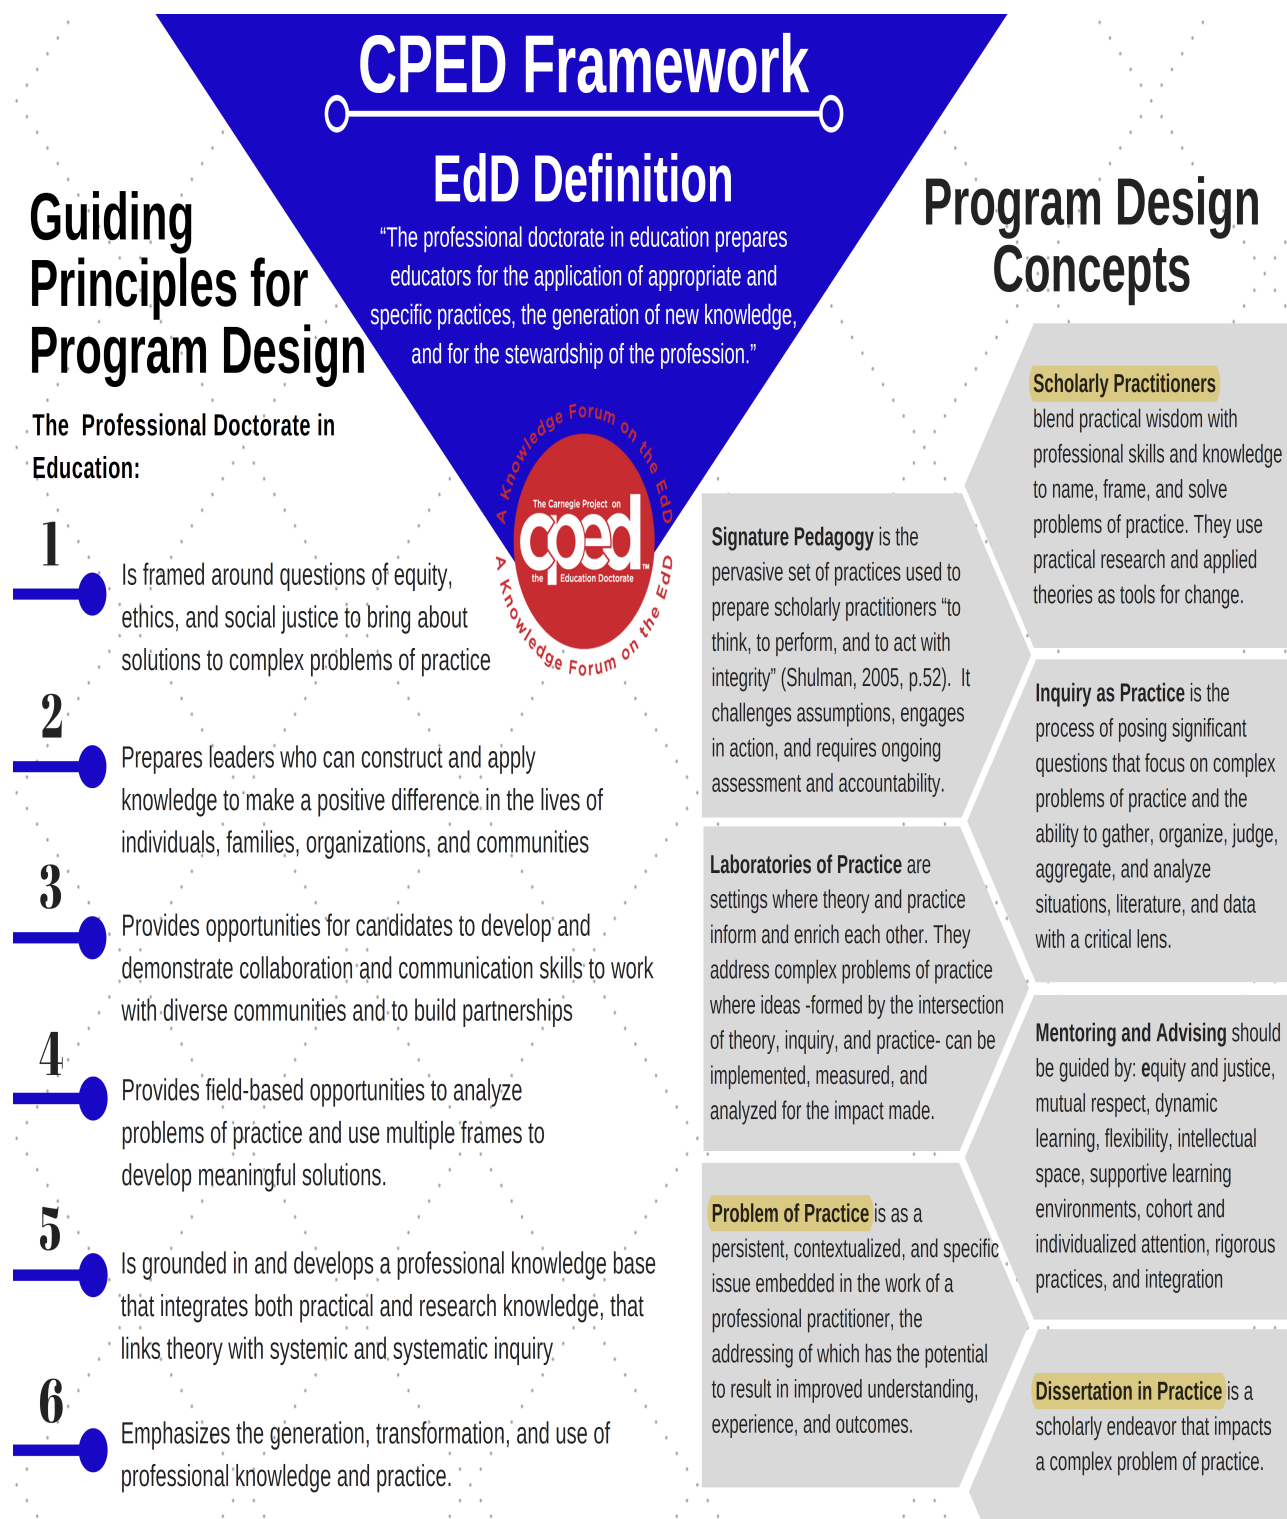 CPED Framework
EdD Definition
“The professional doctorate in education prepares
educators for the application of appropriate and
specific practices, the generation of new knowledge,
and for the stewardship of the profession.”
A Knowledge Forum on the EdD
The Carnegie Project on
cped™
the Education Doctorate
A Knowledge Forum on the EdD
Guiding
Principles for
Program Design
The Professional Doctorate in
Education:
1
Is framed around questions of equity,
ethics, and social justice to bring about
solutions to complex problems of practice
2
Prepares leaders who can construct and apply
knowledge to make a positive difference in the lives of
individuals, families, organizations, and communities
3
Provides opportunities for candidates to develop and
demonstrate collaboration and communication skills to work
with diverse communities and to build partnerships
4
Provides field-based opportunities to analyze
problems of practice and use multiple frames to
develop meaningful solutions.
5
Is grounded in and develops a professional knowledge base
that integrates both practical and research knowledge, that
links theory with systemic and systematic inquiry
6
Emphasizes the generation, transformation, and use of
professional knowledge and practice.
Program Design
Concepts
Scholarly Practitioners
blend practical wisdom with
professional skills and knowledge
to name, frame, and solve
problems of practice. They use
practical research and applied
theories as tools for change.
Signature Pedagogy is the
pervasive set of practices used to
prepare scholarly practitioners “to
think, to perform, and to act with
integrity” (Shulman, 2005, p.52). It
challenges assumptions, engages
in action, and requires ongoing
assessment and accountability.
Inquiry as Practice is the
process of posing significant
questions that focus on complex
problems of practice and the
ability to gather, organize, judge,
aggregate, and analyze
situations, literature, and data
with a critical lens.
Laboratories of Practice are
settings where theory and practice
inform and enrich each other. They
address complex problems of practice
where ideas -formed by the intersection
of theory, inquiry, and practice- can be
implemented, measured, and
analyzed for the impact made.
Mentoring and Advising should
be guided by: equity and justice,
mutual respect, dynamic
learning, flexibility, intellectual
space, supportive learning
environments, cohort and
individualized attention, rigorous
practices, and integration
Problem of Practice is as a
persistent, contextualized, and specific
issue embedded in the work of a
professional practitioner, the
addressing of which has the potential
to result in improved understanding,
experience, and outcomes.
Dissertation in Practice is a
scholarly endeavor that impacts
a complex problem of practice.